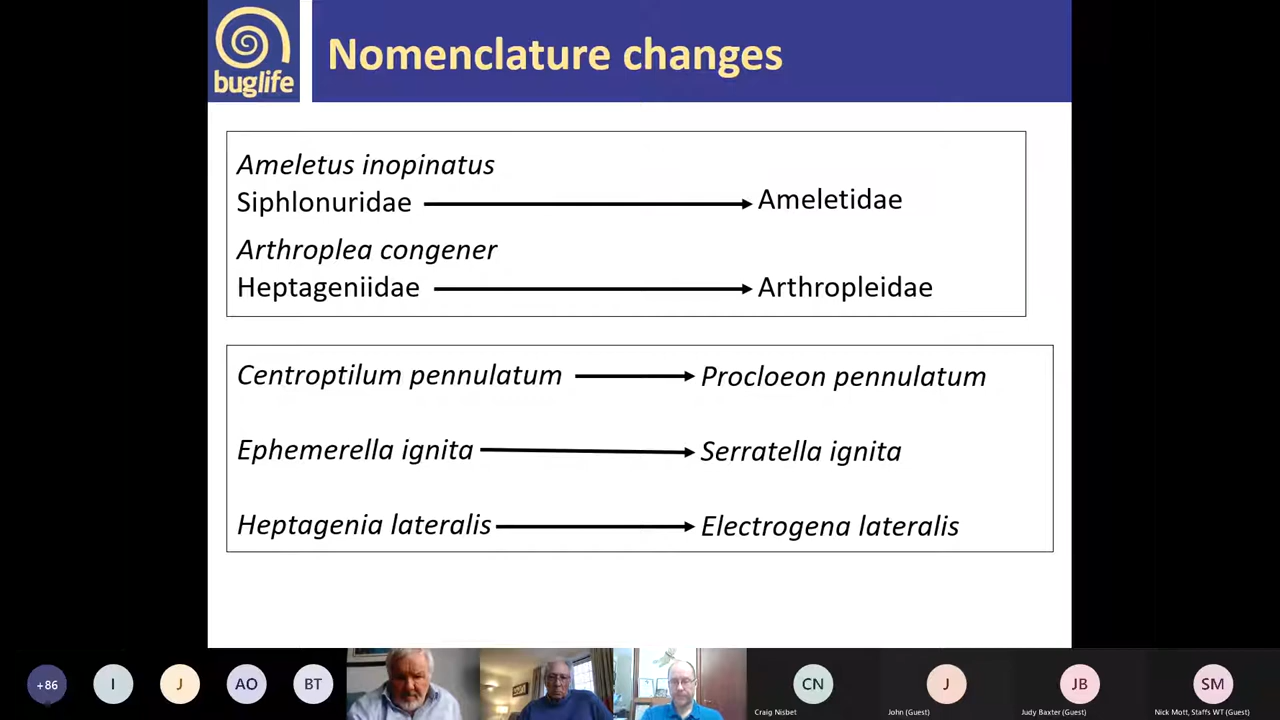 buglife
Nomenclature changes
Ameletus inopinatus
Siphlonuridae Ameletidae
Arthroplea congener
Heptageniidae Arthropleidae
Centroptilum pennulatum Procloeon pennulatum
Ephemerella ignita Serratella ignita
Heptagenia lateralis Electrogena lateralis
+86 I J AO BT CN J JB SM
Craig Nisbet John (Guest) Judy Baxter (Guest) Nick Mott, Staffs WT (Guest)